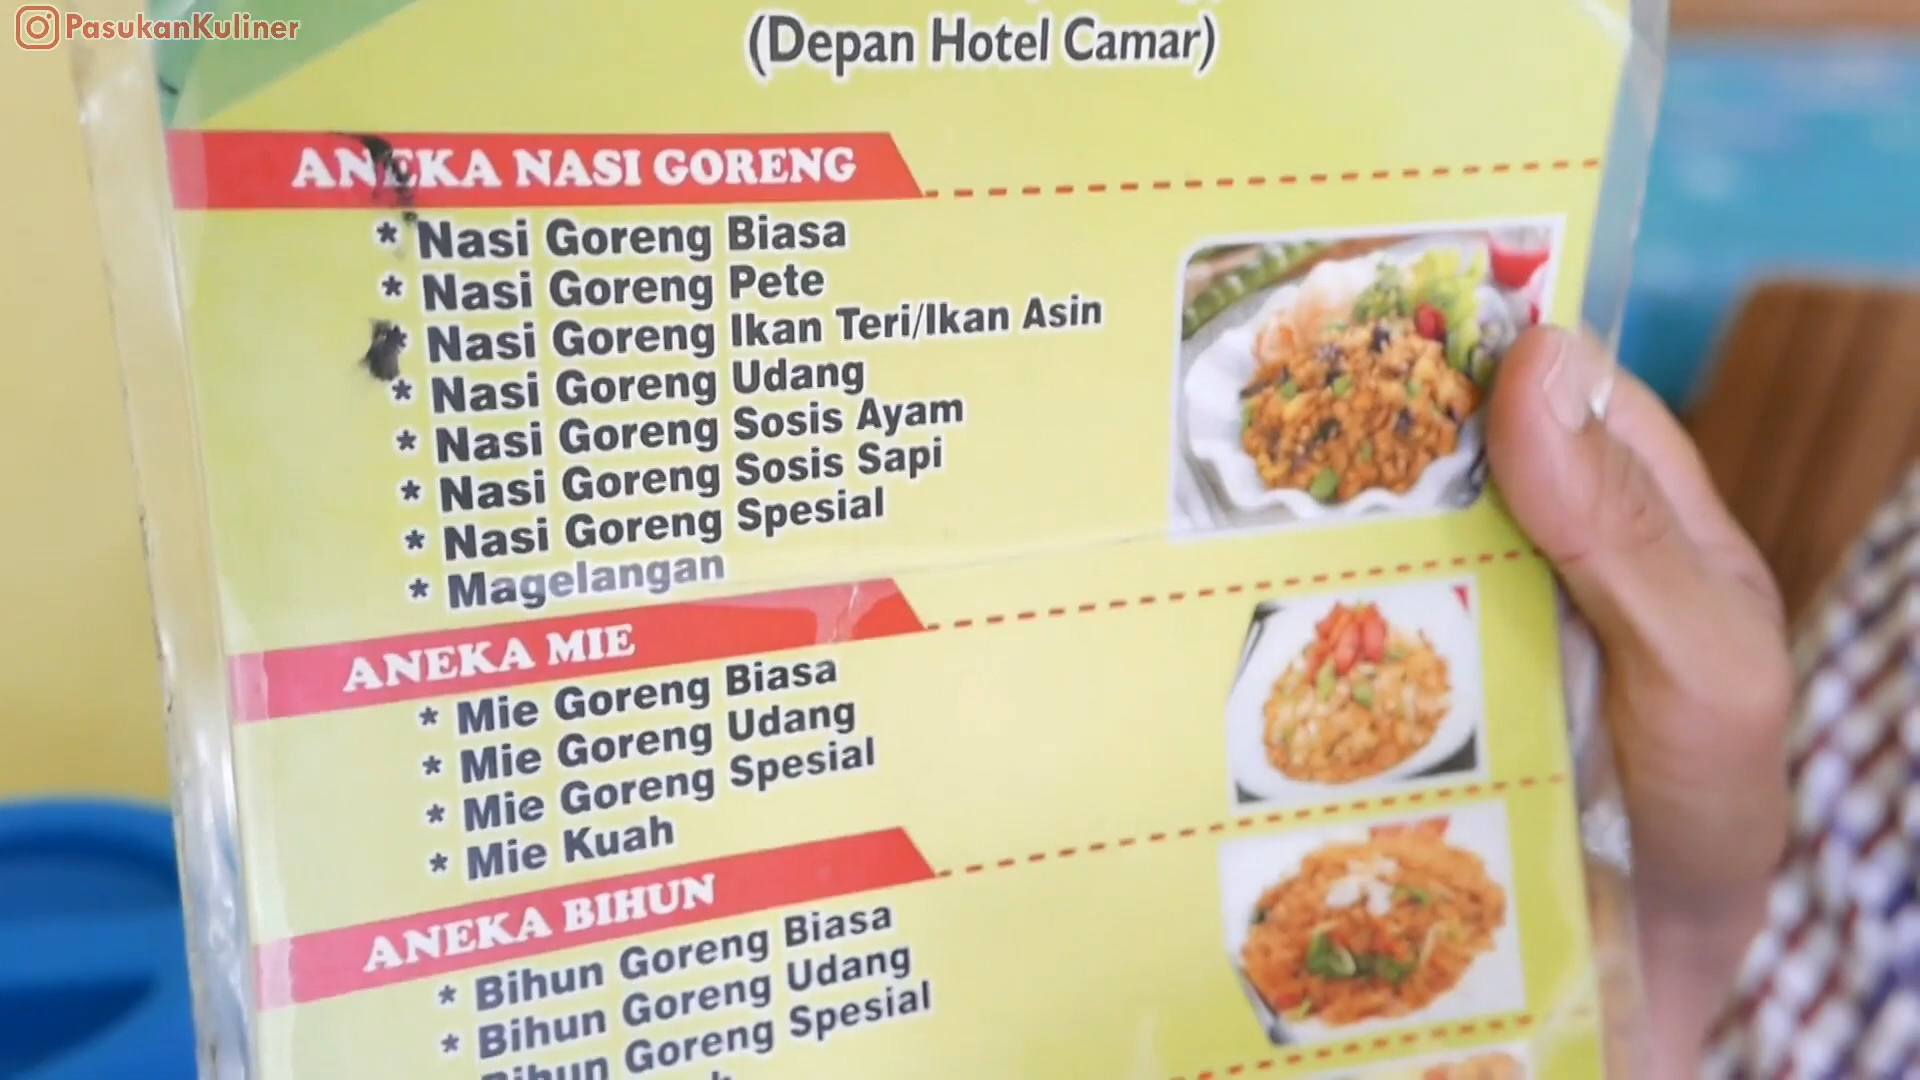 PasukanKuliner
(Depan Hotel Camar)
ANEKA NASI GORENG
* Nasi Goreng Biasa
* Nasi Goreng Pete
* Nasi Goreng Ikan Teri/Ikan Asin
* Nasi Goreng Udang
* Nasi Goreng Sosis Ayam
* Nasi Goreng Sosis Sapi
* Nasi Goreng Spesial
* Magelangan
ANEKA MIE
* Mie Goreng Biasa
* Mie Goreng Udang
* Mie Goreng Spesial
* Mie Kuah
ANEKA BIHUN
* Bihun Goreng Biasa
* Bihun Goreng Udang
Bihun Goreng Spesial